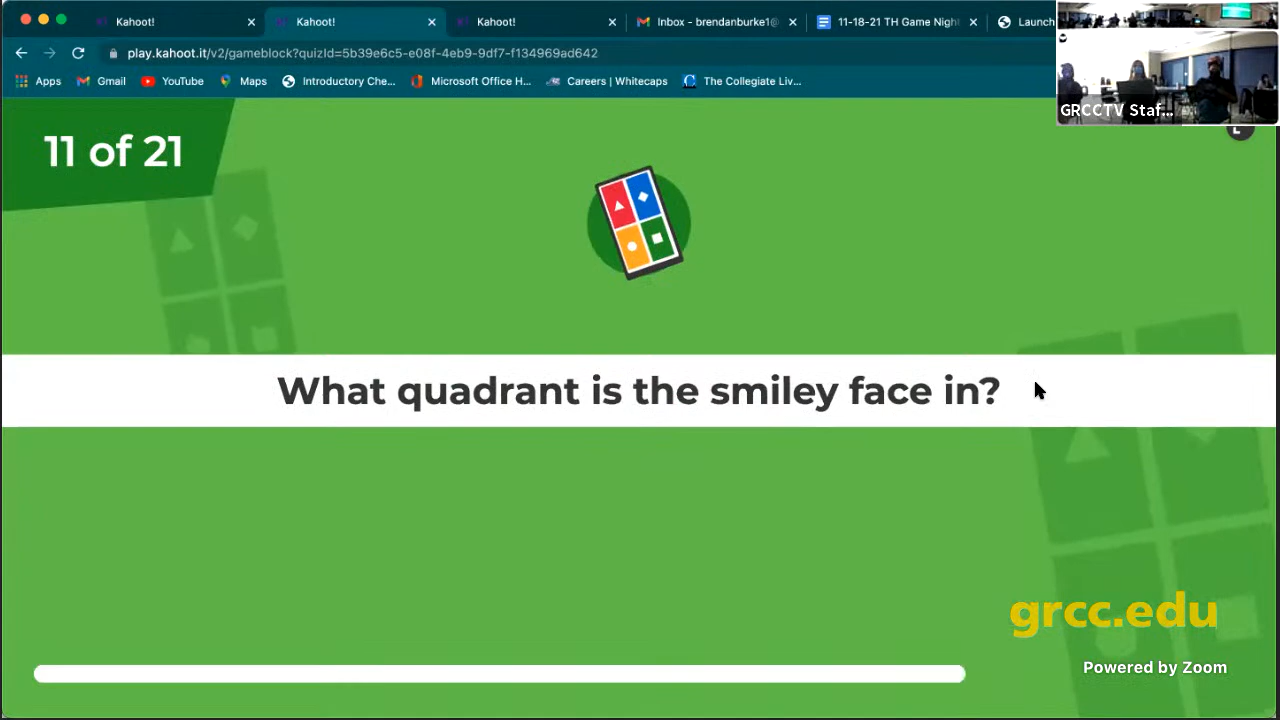 Kahoot!
Kahoot!
Kahoot!
Inbox - brendanburke1@
11-18-21 TH Game Night
Launch
play.kahoot.it/v2/gameblock?quizId=5b39e6c5-e08f-4eb9-9df7-f134969ad642
Apps
Gmail
YouTube
Maps
Introductory Che...
Microsoft Office H...
Careers | Whitecaps
The Collegiate Liv...
GRCCTV Staf...
11 of 21
What quadrant is the smiley face in?
grcc.edu
Powered by Zoom